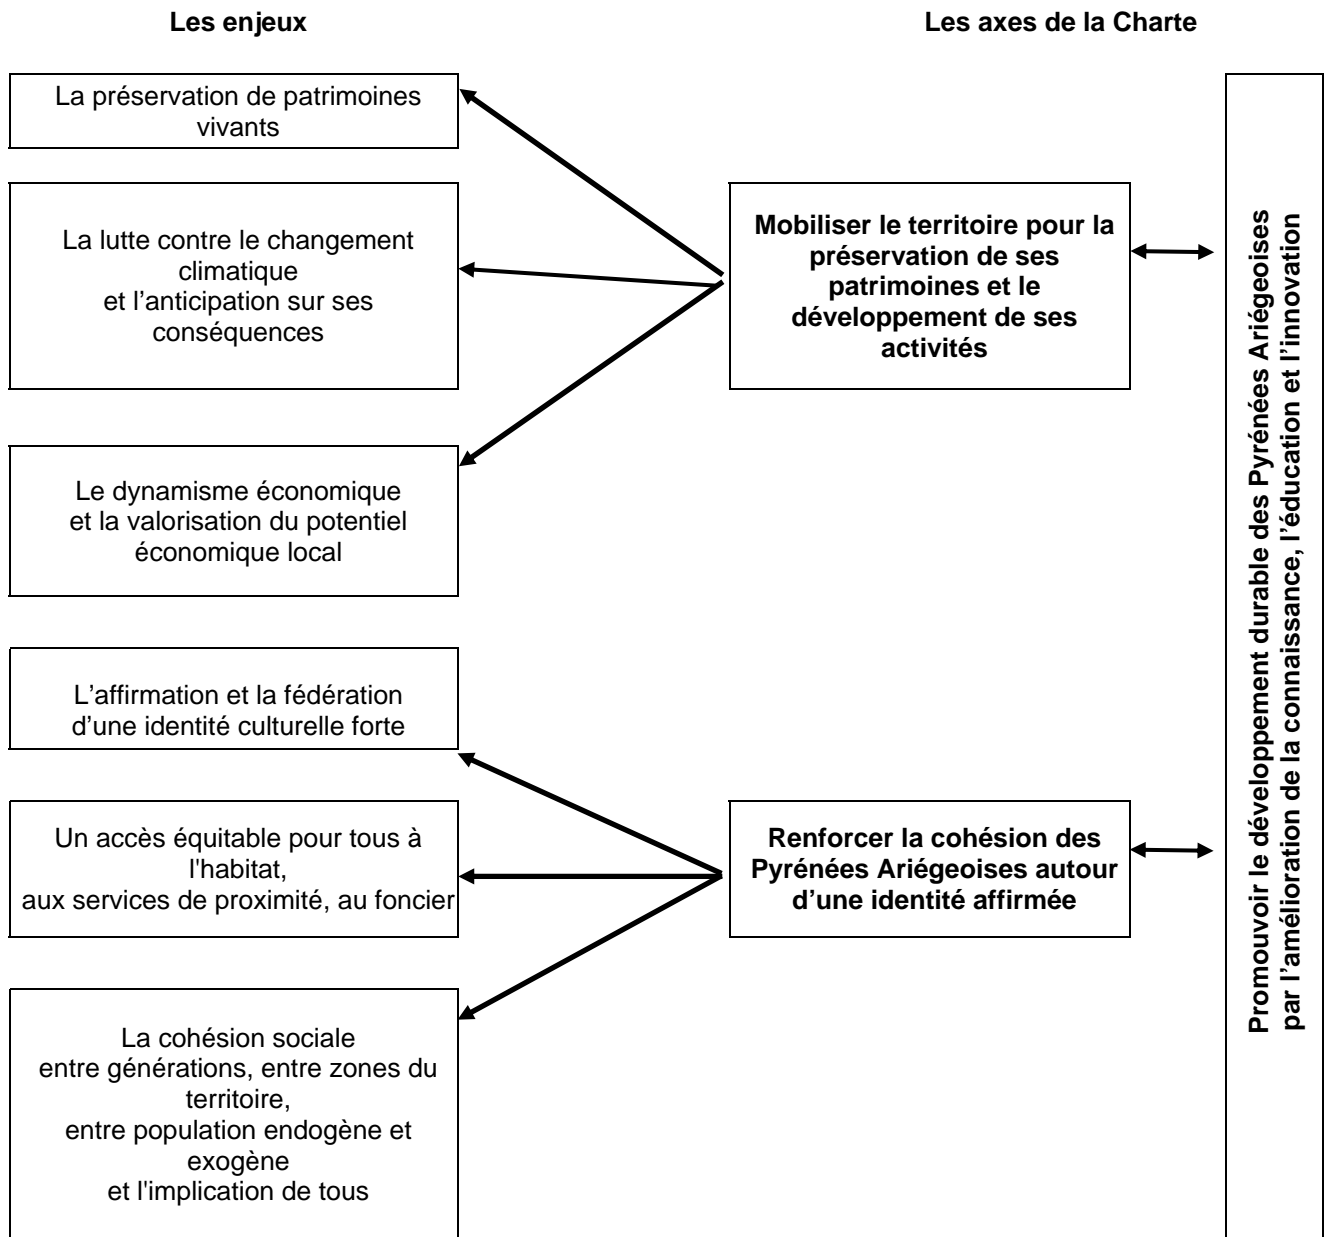 Les enjeux
Les axes de la Charte
La préservation de patrimoines
vivants
La lutte contre le changement
climatique
et l’anticipation sur ses
conséquences
Le dynamisme économique
et la valorisation du potentiel
économique local
L’affirmation et la fédération
d’une identité culturelle forte
Un accès équitable pour tous à
l'habitat,
aux services de proximité, au foncier
La cohésion sociale
entre générations, entre zones du
territoire,
entre population endogène et
exogène
et l'implication de tous
Mobiliser le territoire pour la
préservation de ses
patrimoines et le
développement de ses
activités
Renforcer la cohésion des
Pyrénées Ariégeoises autour
d’une identité affirmée
Promouvoir le développement durable des Pyrénées Ariégeoises
par l’amélioration de la connaissance, l’éducation et l’innovation